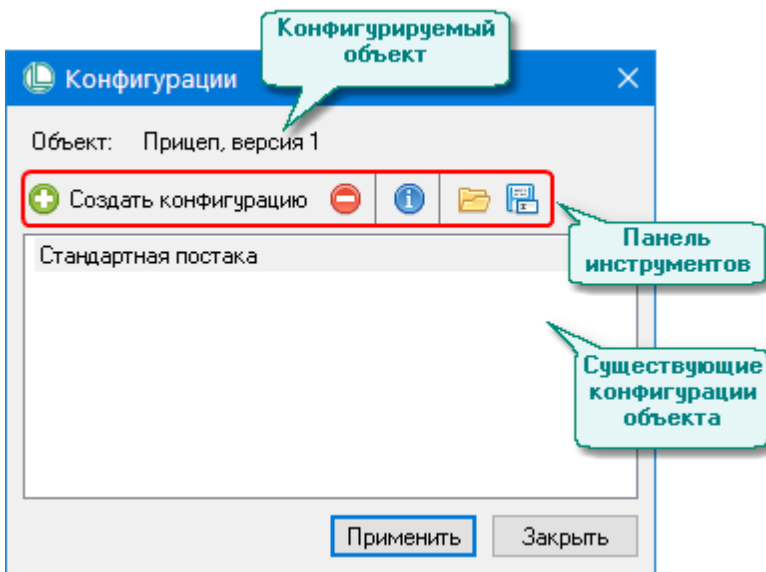 Конфигурируемый
объект
Конфигурации
Объект: Прицеп, версия 1
Создать конфигурацию
Панель
инструментов
Стандартная постака
Существующие
конфигурации
объекта
Применить Закрыть